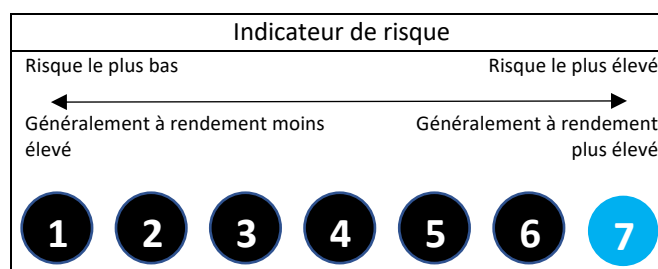 Indicateur de risque
Risque le plus bas Risque le plus élevé
Généralement à rendement moins élevé
Généralement à rendement plus élevé
1 2 3 4 5 6 7